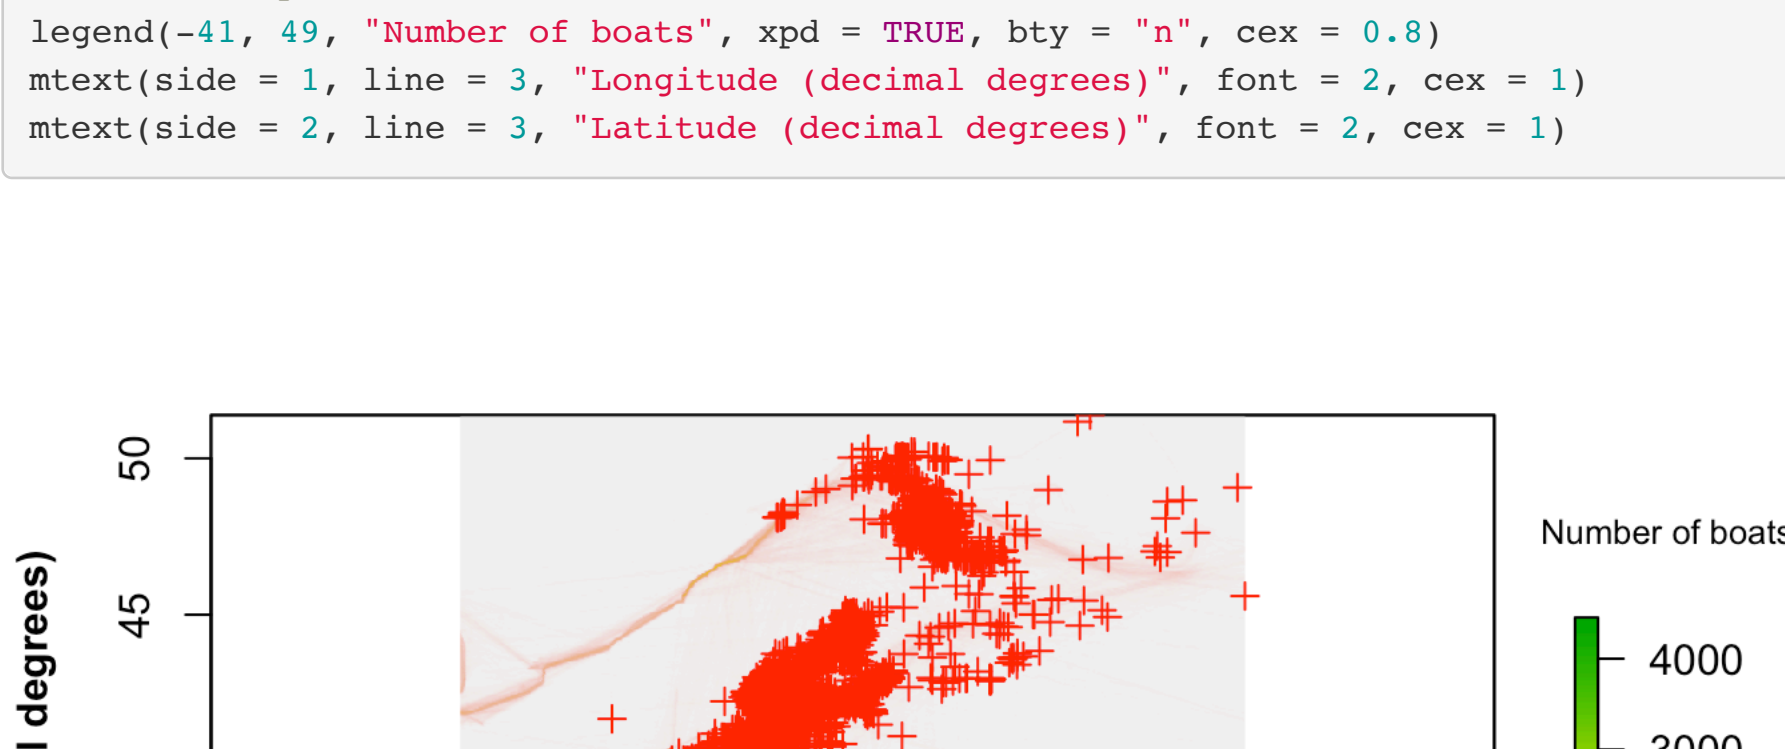 legend(-41, 49, "Number of boats", xpd = TRUE, bty = "n", cex = 0.8)
mtext(side = 1, line = 3, "Longitude (decimal degrees)", font = 2, cex = 1)
mtext(side = 2, line = 3, "Latitude (decimal degrees)", font = 2, cex = 1)
50
Number of boats
l degrees)
45
4000
3000